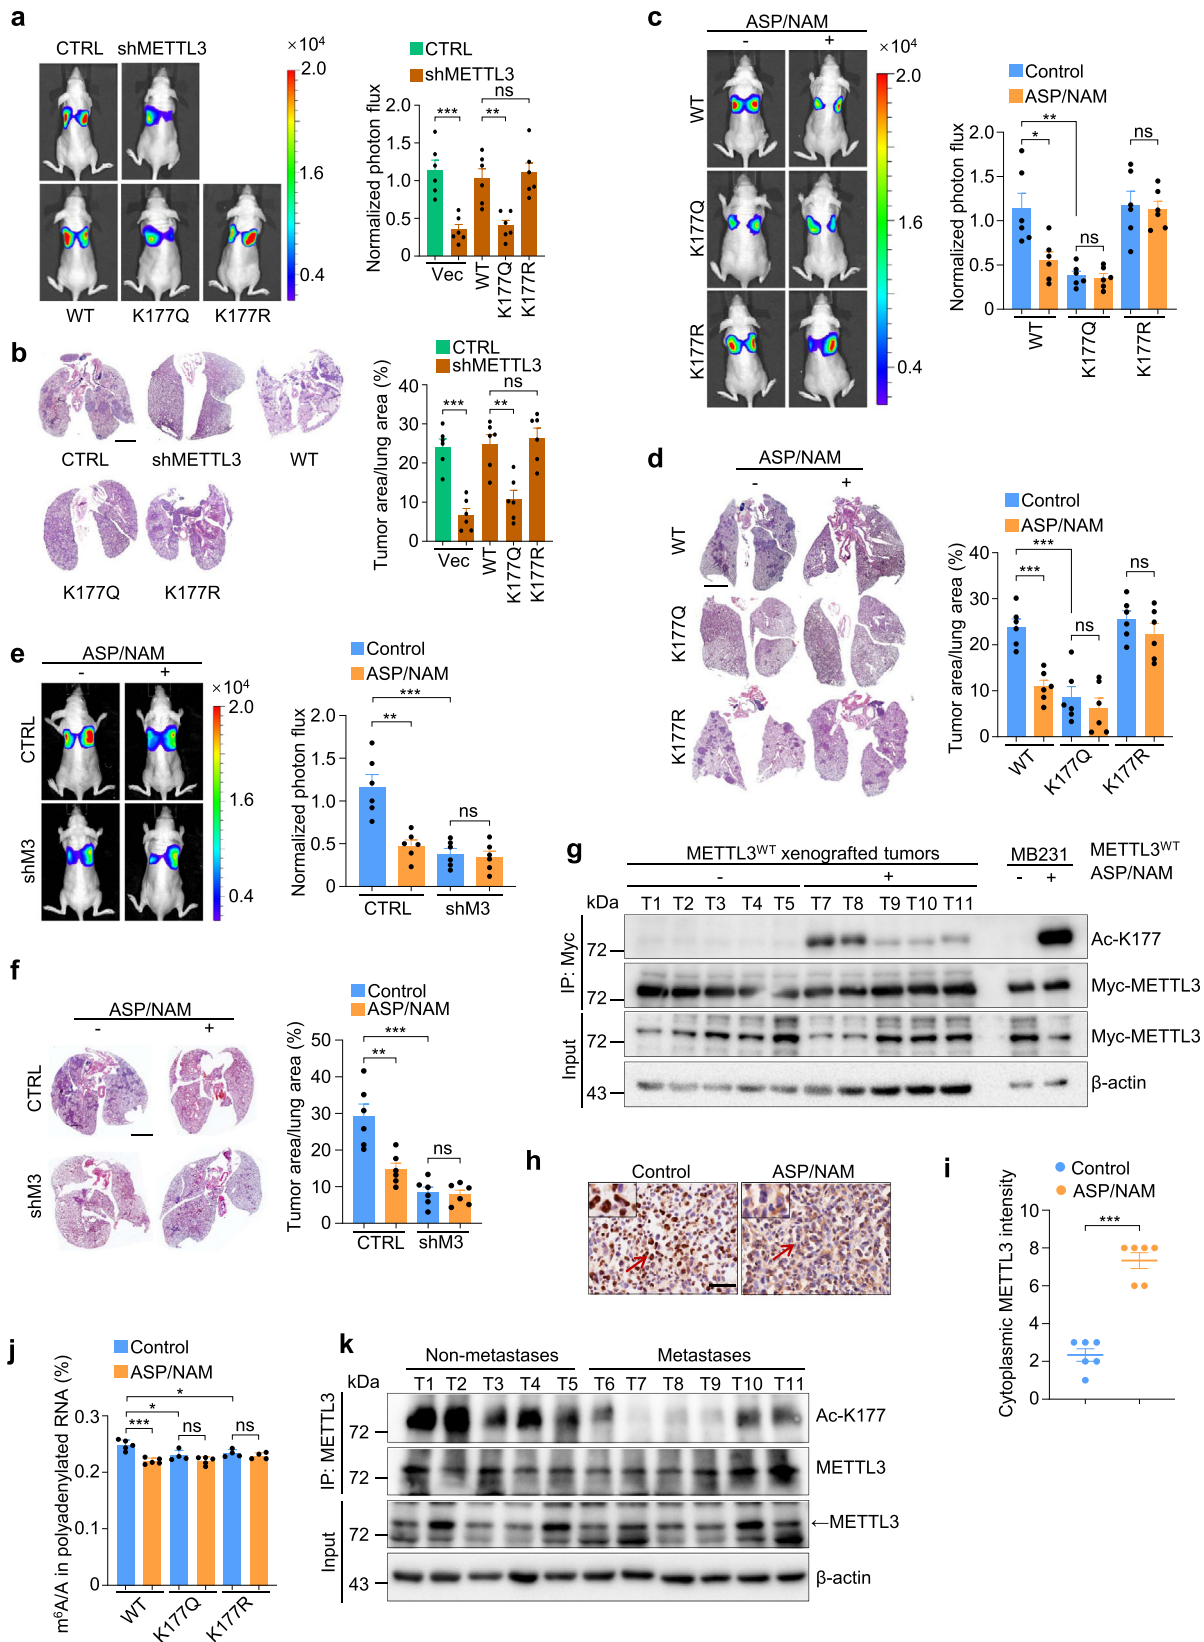 a
CTRL shMETTL3
×10⁴
2.0
1.6
0.4
WT K177Q K177R
CTRL
shMETTL3
Normalized photon flux
2.0
1.5
1.0
0.5
0
*** ** ns
Vec WT K177Q K177R
b
CTRL shMETTL3 WT
K177Q K177R
CTRL
shMETTL3
Tumor area/lung area (%)
40
30
20
10
0
*** ** ns
Vec WT K177Q K177R
c
ASP/NAM
- +
WT
K177Q
K177R
×10⁴
2.0
1.6
0.4
Control
ASP/NAM
Normalized photon flux
2.0
1.5
1.0
0.5
0
** * ns ns
WT K177Q K177R
d
ASP/NAM
- +
WT
K177Q
K177R
Control
ASP/NAM
Tumor area/lung area (%)
40
30
20
10
0
*** *** ns ns
WT K177Q K177R
e
ASP/NAM
- +
CTRL
shM3
×10⁴
2.0
1.6
0.4
Control
ASP/NAM
Normalized photon flux
2.0
1.5
1.0
0.5
0
*** ** ns
CTRL shM3
f
ASP/NAM
- +
CTRL
shM3
Control
ASP/NAM
Tumor area/lung area (%)
50
40
30
20
10
0
*** ** ns
CTRL shM3
g
METTL3ᵂᵀ xenografted tumors MB231 METTL3ᵂᵀ
- + - + ASP/NAM
kDa T1 T2 T3 T4 T5 T7 T8 T9 T10 T11
IP: Myc
72 Ac-K177
72 Myc-METTL3
Input
72 Myc-METTL3
43 β-actin
h
Control ASP/NAM
i
Control
ASP/NAM
Cytoplasmic METTL3 intensity
10
8
6
4
2
0
***
j
Control
ASP/NAM
m⁶A/A in polyadenylated RNA (%)
0.3
0.2
0.1
0
* * *** ns ns
WT K177Q K177R
k
Non-metastases Metastases
kDa T1 T2 T3 T4 T5 T6 T7 T8 T9 T10 T11
IP: METTL3
72 Ac-K177
72 METTL3
Input
72 ←METTL3
43 β-actin